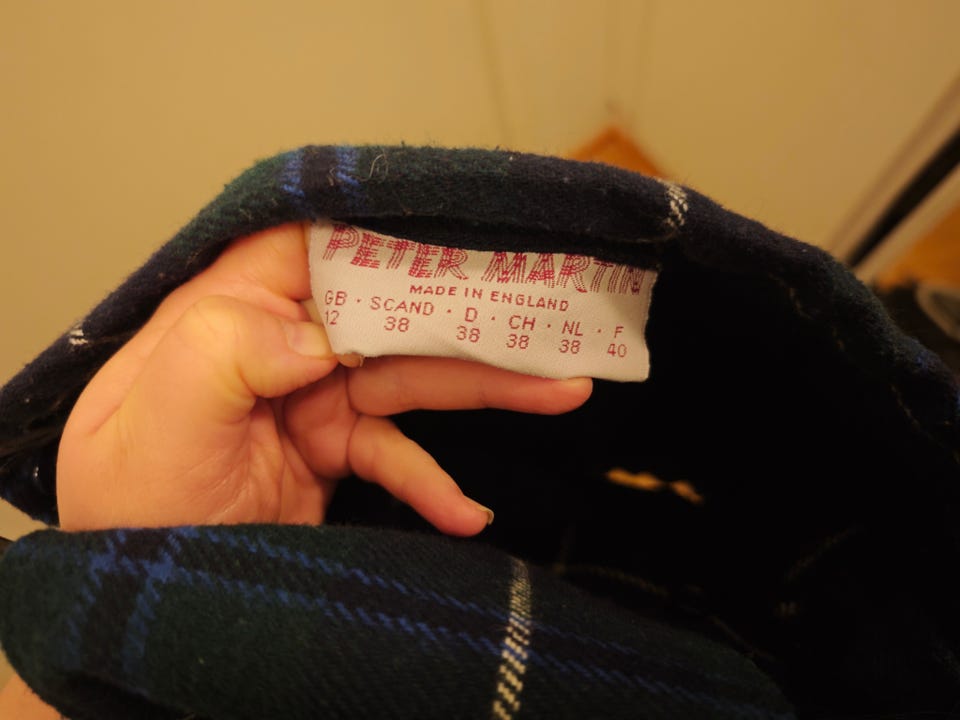 PETER MARTIN
MADE IN ENGLAND
GB · SCAND · D · CH · NL · F
12 38 38 38 38 40